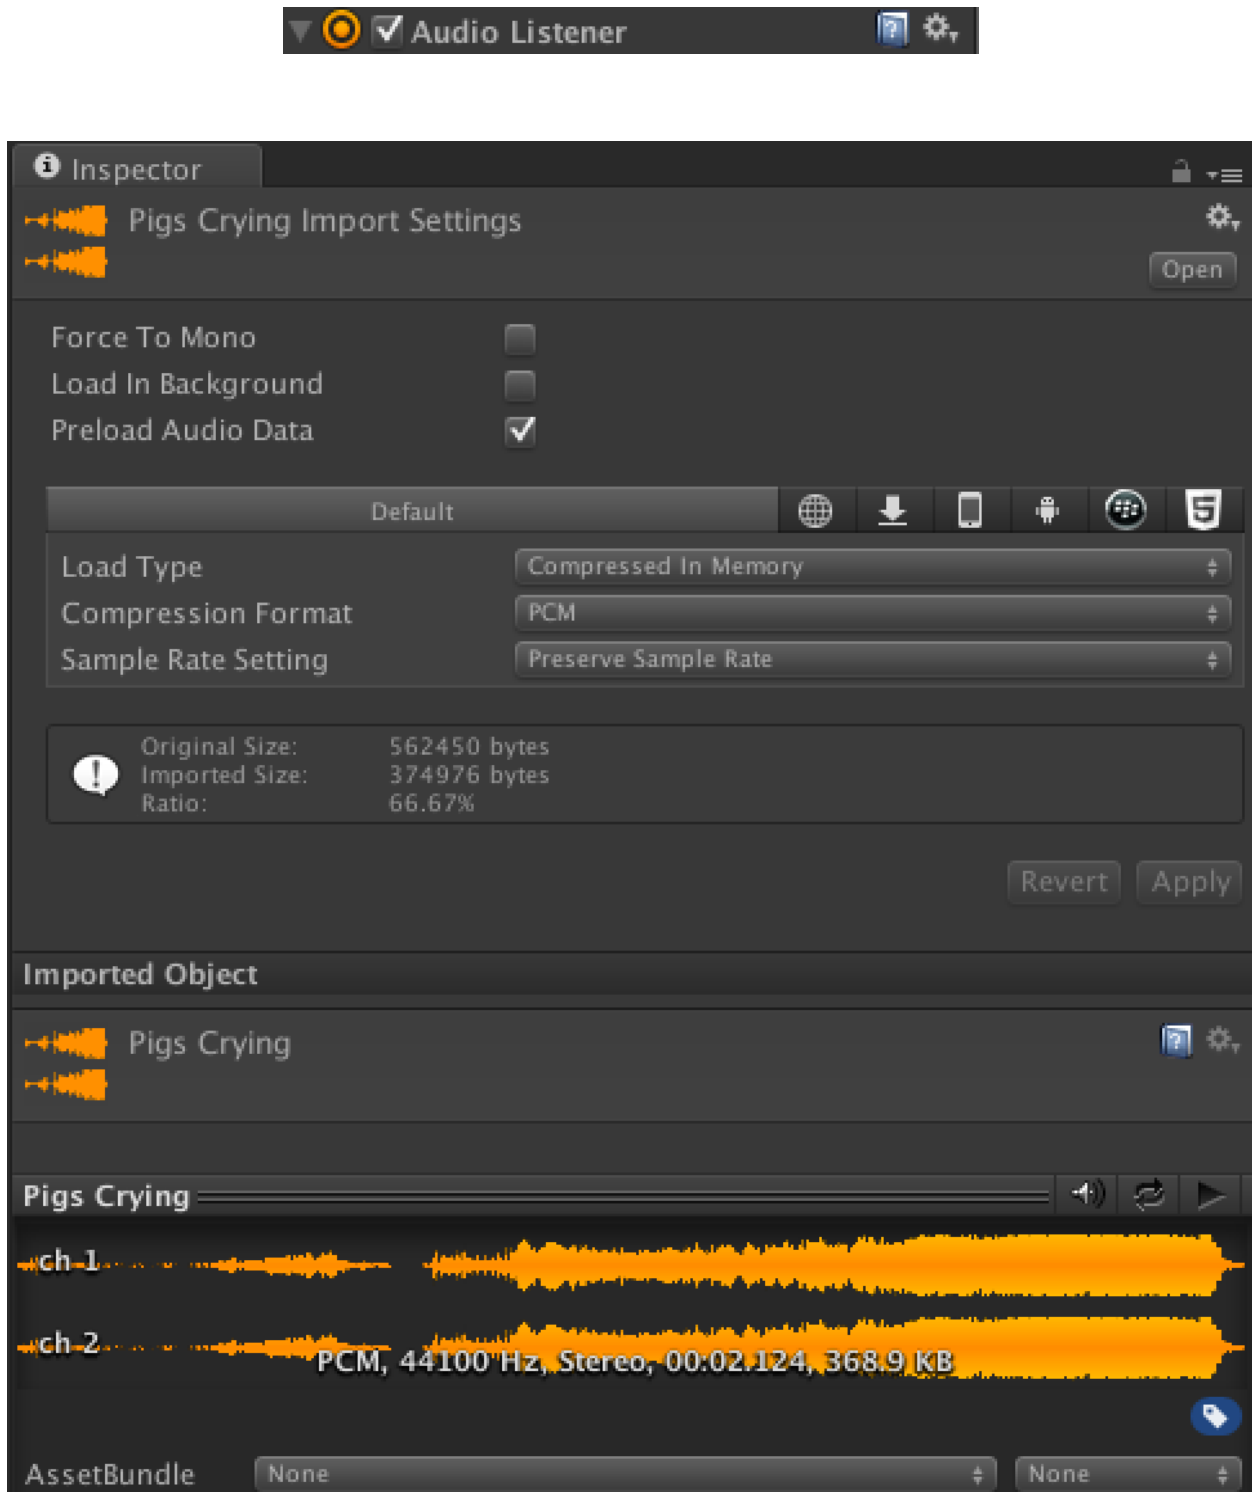 Audio Listener
Inspector
Pigs Crying Import Settings
Open
Force To Mono
Load In Background
Preload Audio Data
Default
Load Type Compressed In Memory
Compression Format PCM
Sample Rate Setting Preserve Sample Rate
Original Size: 562450 bytes
Imported Size: 374976 bytes
Ratio: 66.67%
Revert Apply
Imported Object
Pigs Crying
Pigs Crying
ch 1
ch 2
PCM, 44100 Hz, Stereo, 00:02.124, 368.9 KB
AssetBundle None None